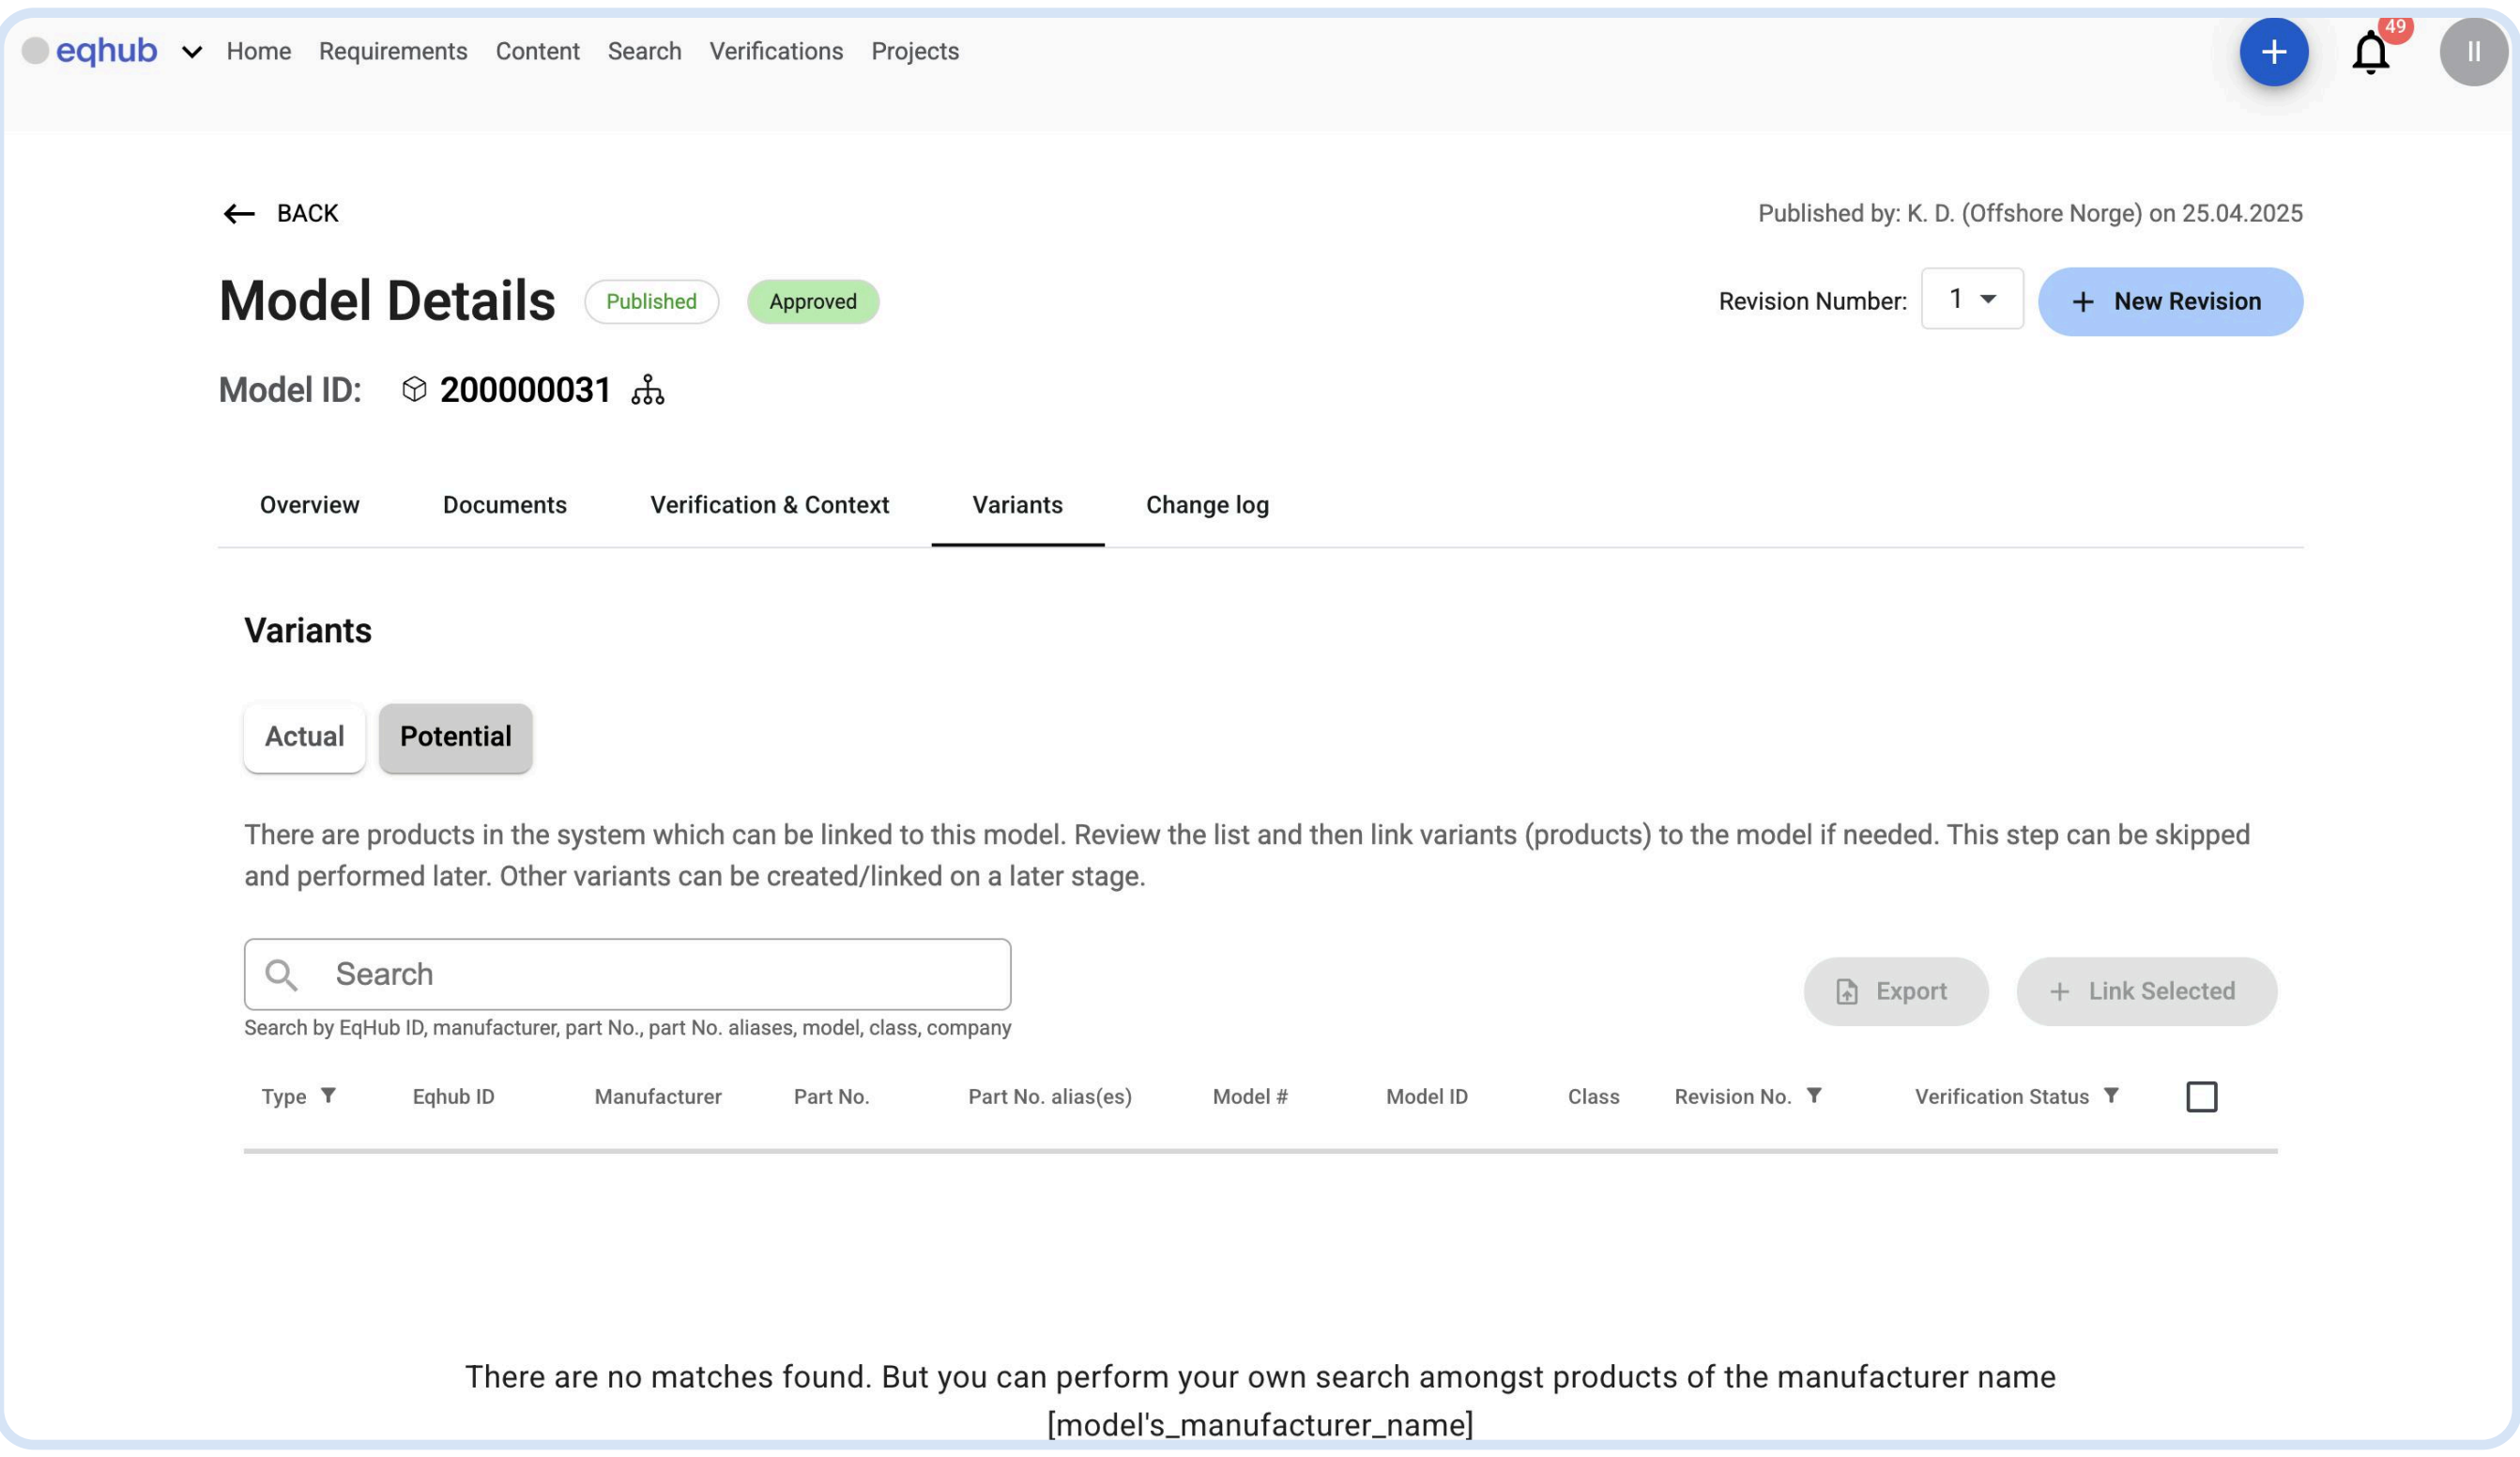 eqhub Home Requirements Content Search Verifications Projects + 49 II
BACK
Published by: K. D. (Offshore Norge) on 25.04.2025
Model Details Published Approved
Revision Number: 1 + New Revision
Model ID: 200000031
Overview Documents Verification & Context Variants Change log
Variants
Actual Potential
There are products in the system which can be linked to this model. Review the list and then link variants (products) to the model if needed. This step can be skipped
and performed later. Other variants can be created/linked on a later stage.
Search
Export + Link Selected
Search by EqHub ID, manufacturer, part No., part No. aliases, model, class, company
Type Eqhub ID Manufacturer Part No. Part No. alias(es) Model # Model ID Class Revision No. Verification Status
There are no matches found. But you can perform your own search amongst products of the manufacturer name
[model's_manufacturer_name]